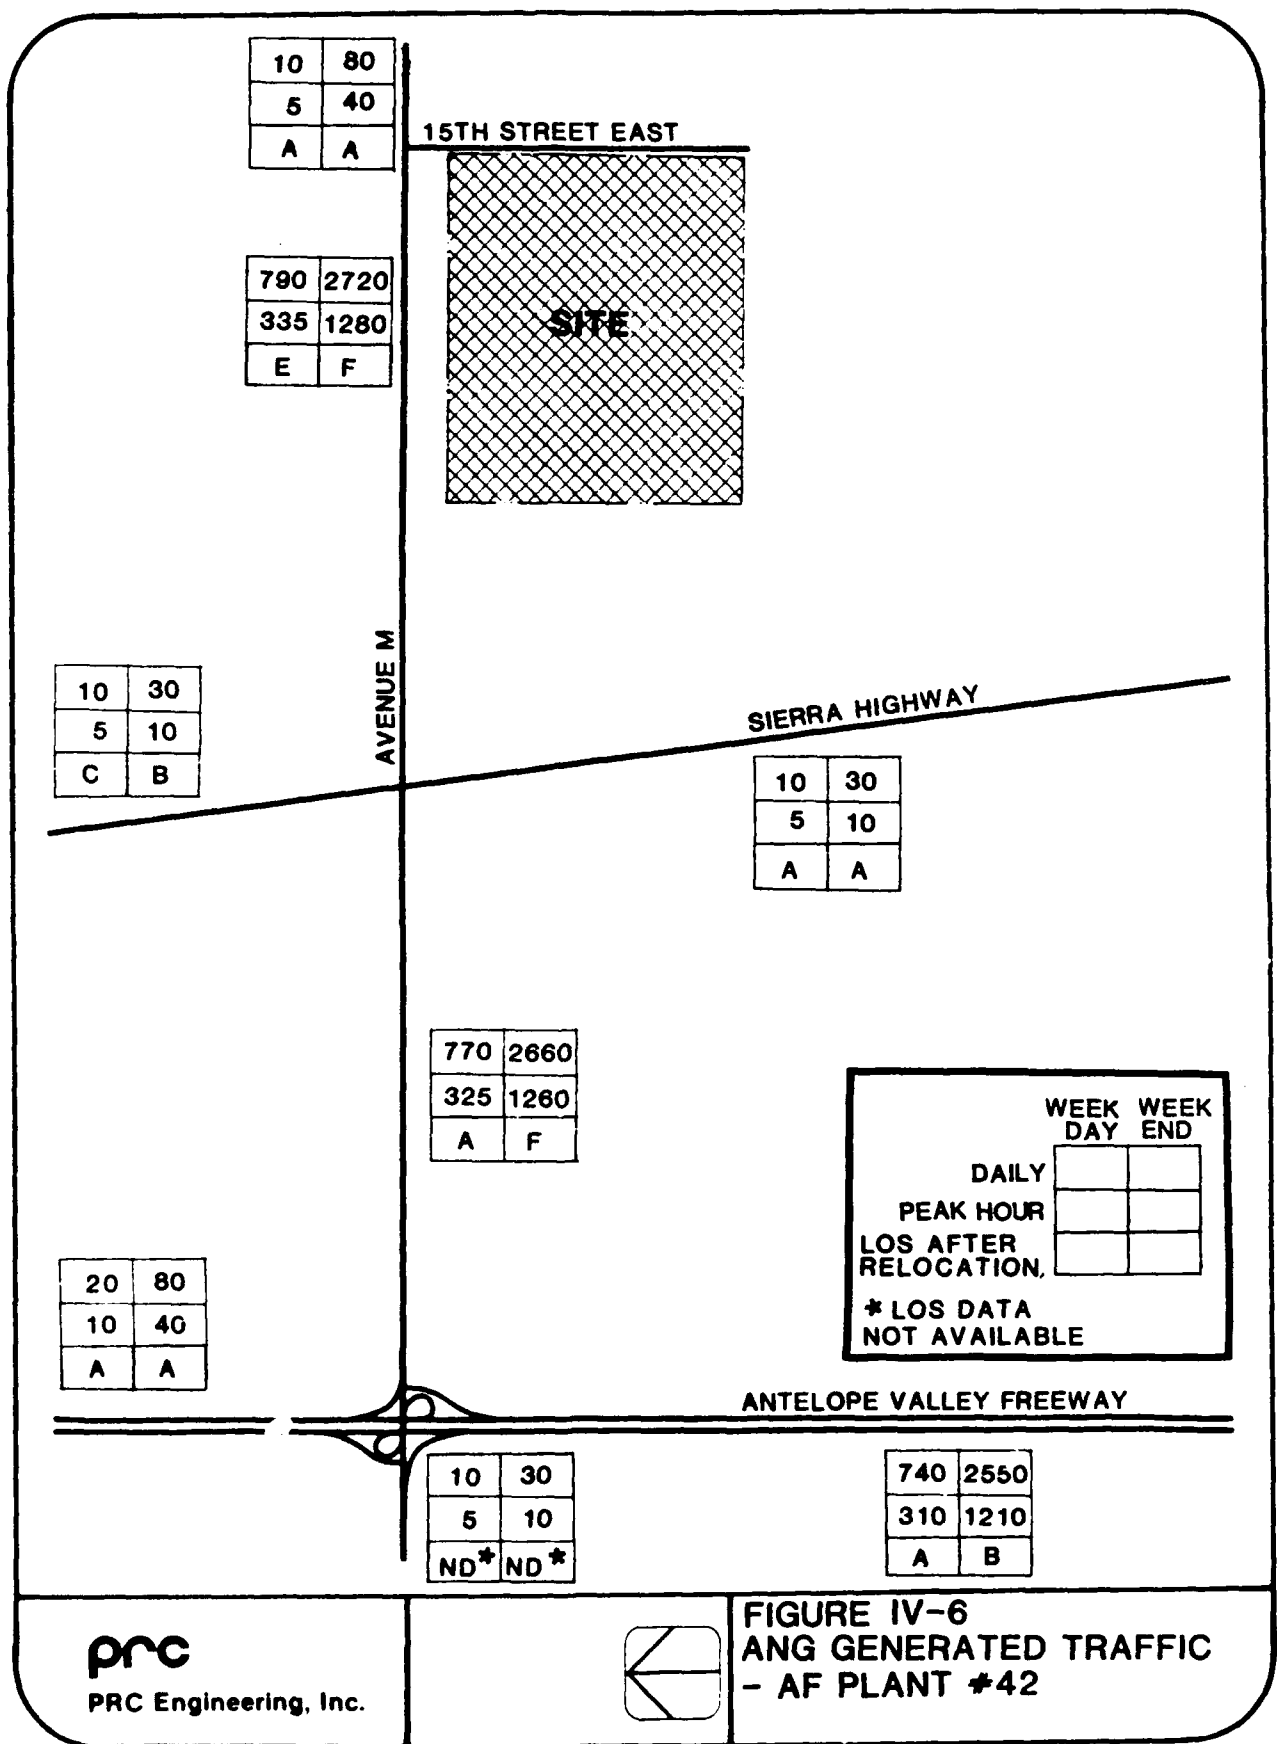 10 80
5 40
A A
15TH STREET EAST
790 2720
335 1280
E F
SITE
AVENUE M
10 30
5 10
C B
SIERRA HIGHWAY
10 30
5 10
A A
770 2660
325 1260
A F
WEEK DAY WEEK END
DAILY
PEAK HOUR
LOS AFTER
RELOCATION.
* LOS DATA
NOT AVAILABLE
20 80
10 40
A A
ANTELOPE VALLEY FREEWAY
10 30
5 10
ND* ND*
740 2550
310 1210
A B
prc
PRC Engineering, Inc.
FIGURE IV-6
ANG GENERATED TRAFFIC
- AF PLANT #42